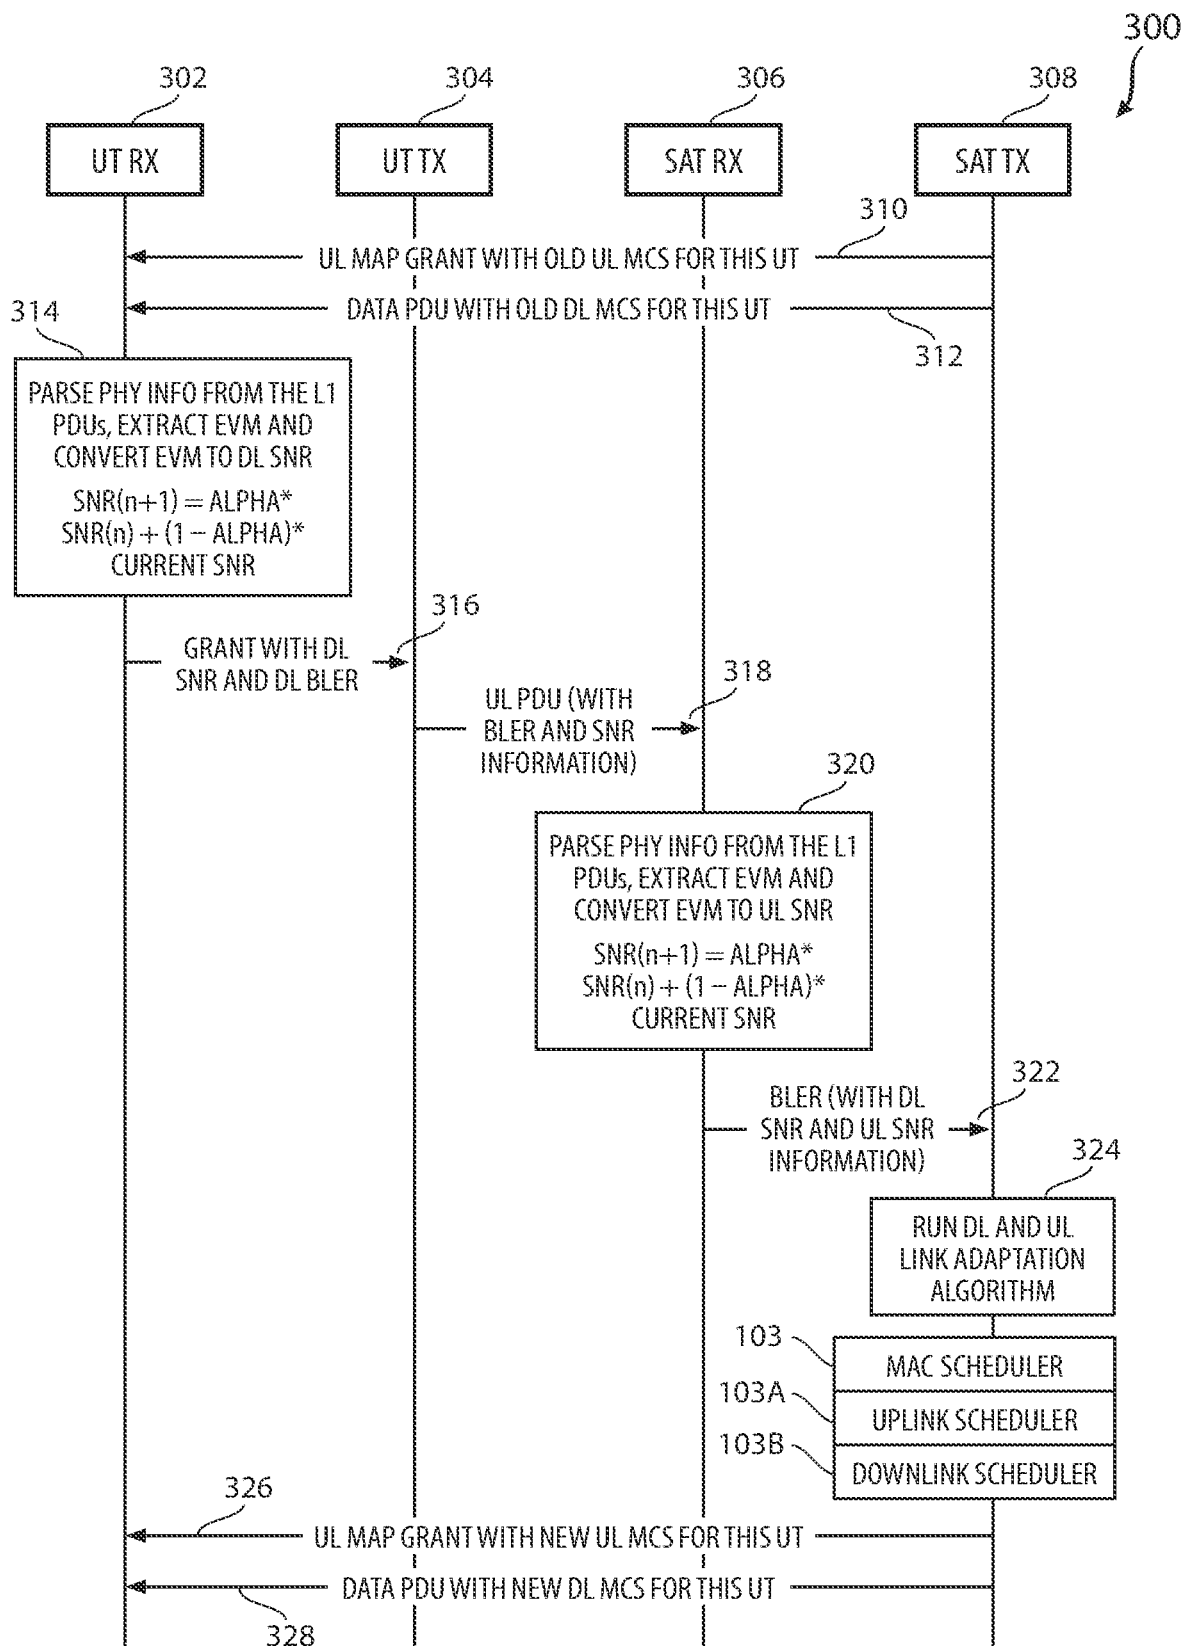 300
302
304
306
308
UT RX
UT TX
SAT RX
SAT TX
310
UL MAP GRANT WITH OLD UL MCS FOR THIS UT
DATA PDU WITH OLD DL MCS FOR THIS UT
312
314
PARSE PHY INFO FROM THE L1
PDUs, EXTRACT EVM AND
CONVERT EVM TO DL SNR
SNR(n+1) = ALPHA*
SNR(n) + (1 – ALPHA)*
CURRENT SNR
316
GRANT WITH DL
SNR AND DL BLER
318
UL PDU (WITH
BLER AND SNR
INFORMATION)
320
PARSE PHY INFO FROM THE L1
PDUs, EXTRACT EVM AND
CONVERT EVM TO UL SNR
SNR(n+1) = ALPHA*
SNR(n) + (1 – ALPHA)*
CURRENT SNR
322
BLER (WITH DL
SNR AND UL SNR
INFORMATION)
324
RUN DL AND UL
LINK ADAPTATION
ALGORITHM
103
MAC SCHEDULER
103A
UPLINK SCHEDULER
103B
DOWNLINK SCHEDULER
326
UL MAP GRANT WITH NEW UL MCS FOR THIS UT
DATA PDU WITH NEW DL MCS FOR THIS UT
328